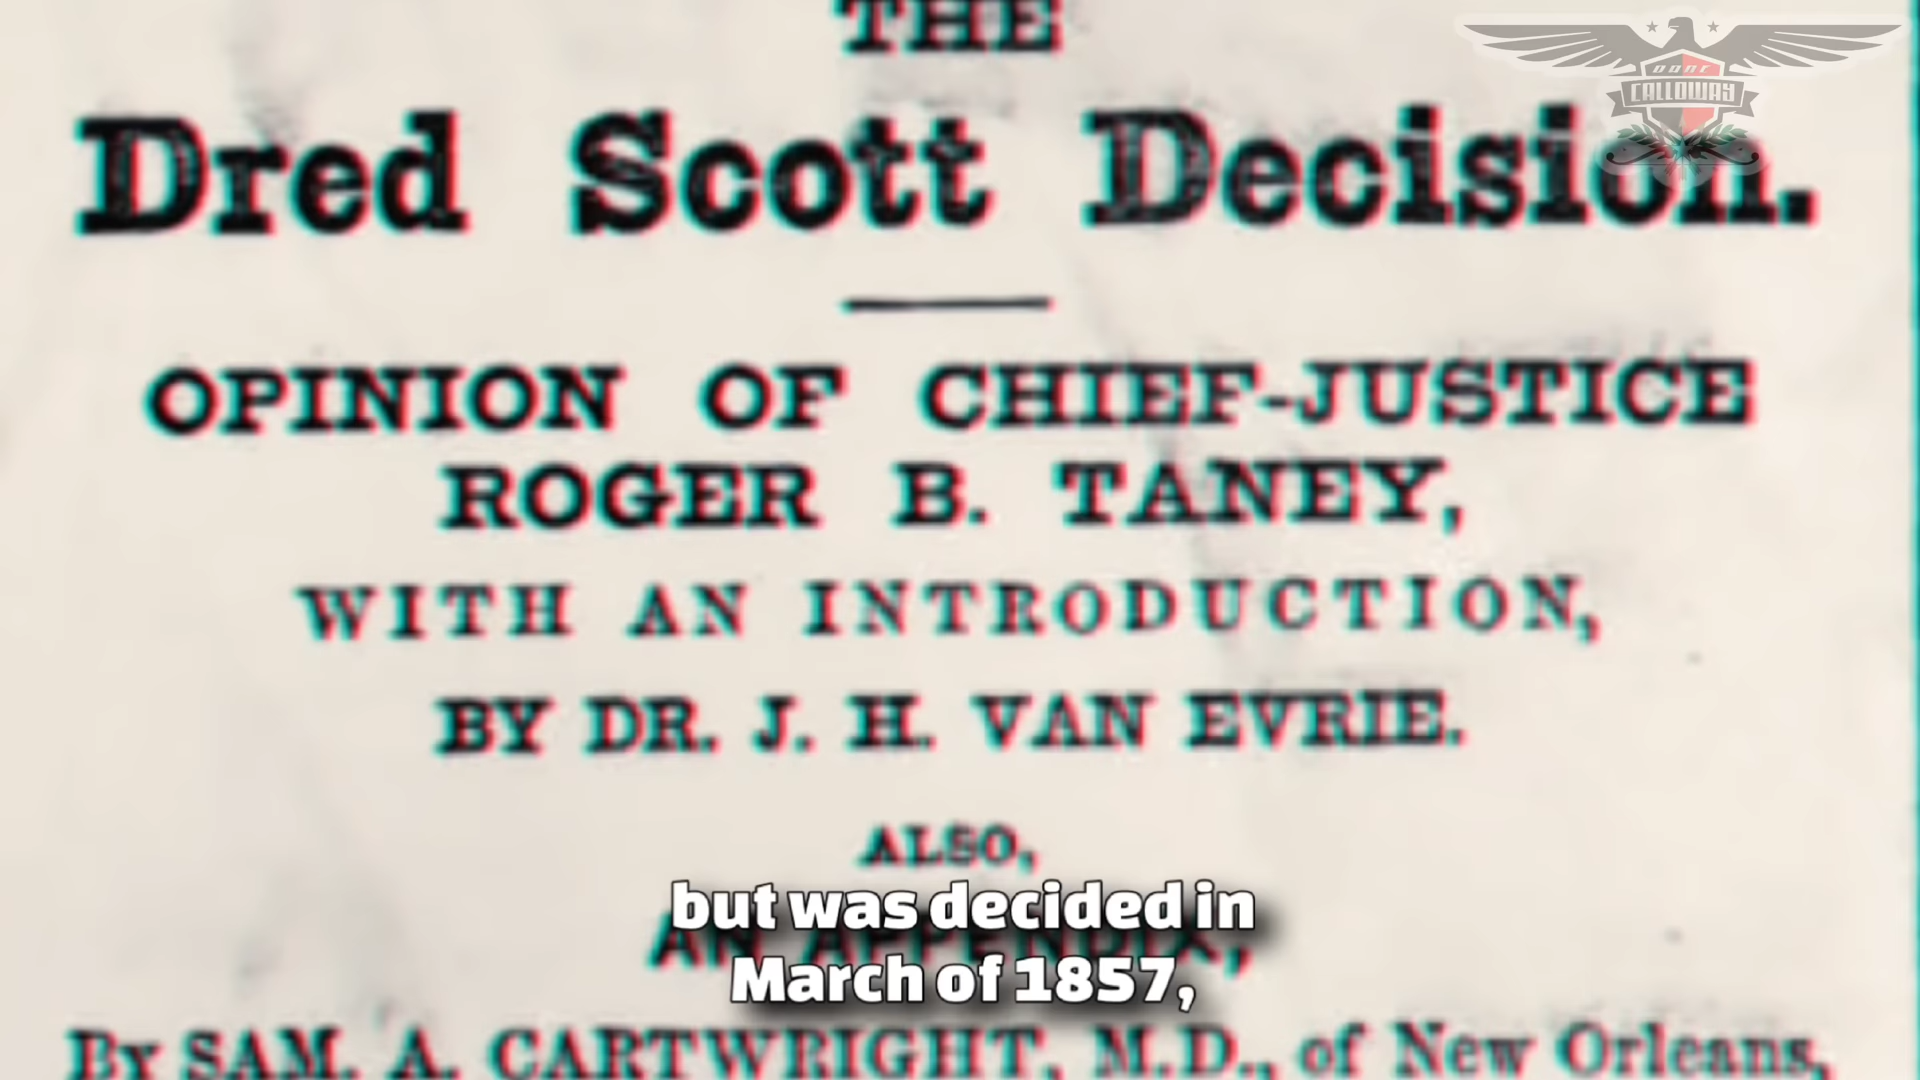 THE
CALLOWAY
Dred Scott Decision.
OPINION OF CHIEF-JUSTICE
ROGER B. TANEY,
WITH AN INTRODUCTION,
BY DR. J. H. VAN EVRIE.
ALSO,
but was decided in
AN APPENDIX,
March of 1857,
By SAM. A. CARTWRIGHT, M.D., of New Orleans,